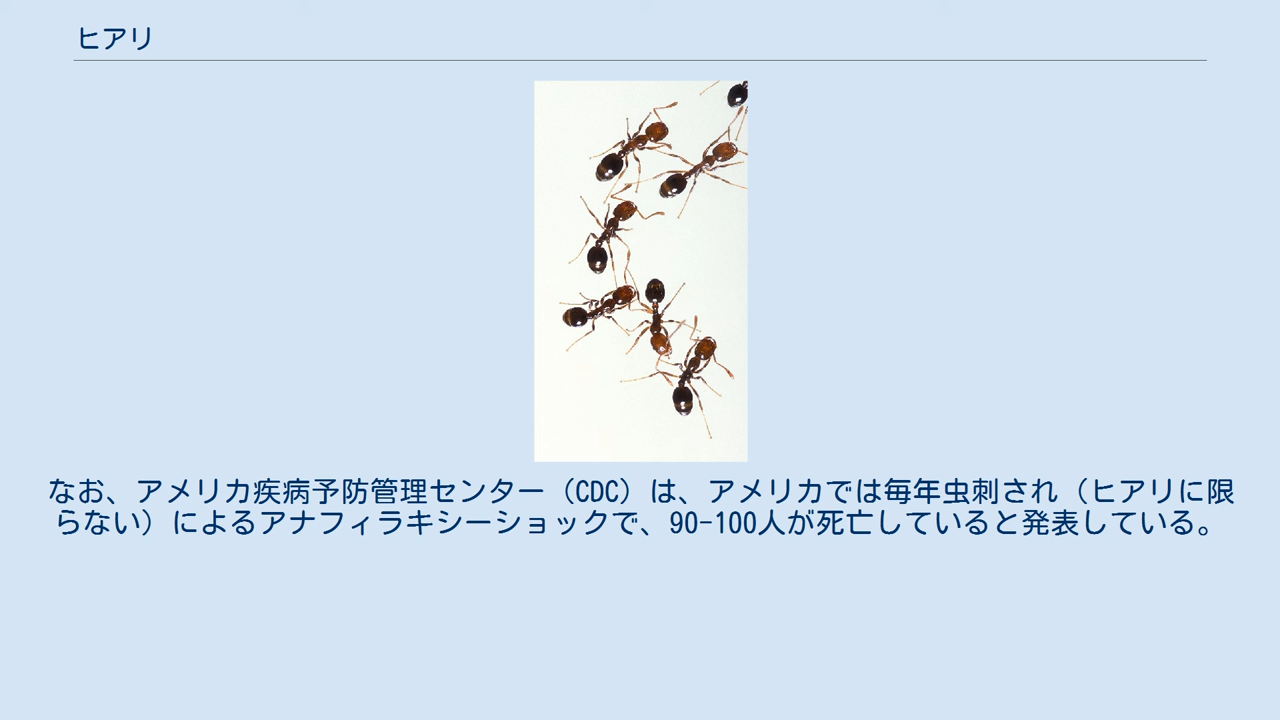 ヒアリ
なお、アメリカ疾病予防管理センター（CDC）は、アメリカでは毎年虫刺され（ヒアリに限
らない）によるアナフィラキシーショックで、90-100人が死亡していると発表している。